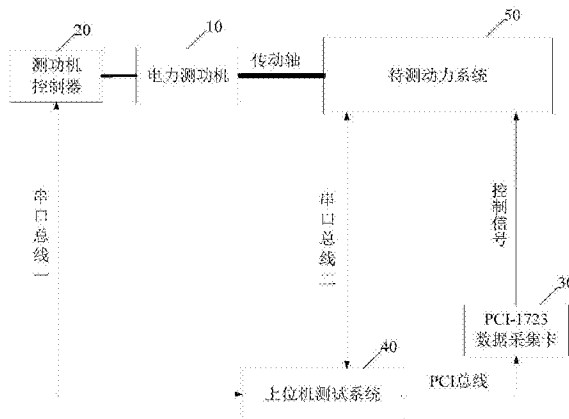 20
10
50
测功机
控制器
电力测功机
传动轴
待测动力系统
串口总线一
串口总线二
控制信号
30
PCI-1723
数据采集卡
40
上位机测试系统
PCI总线